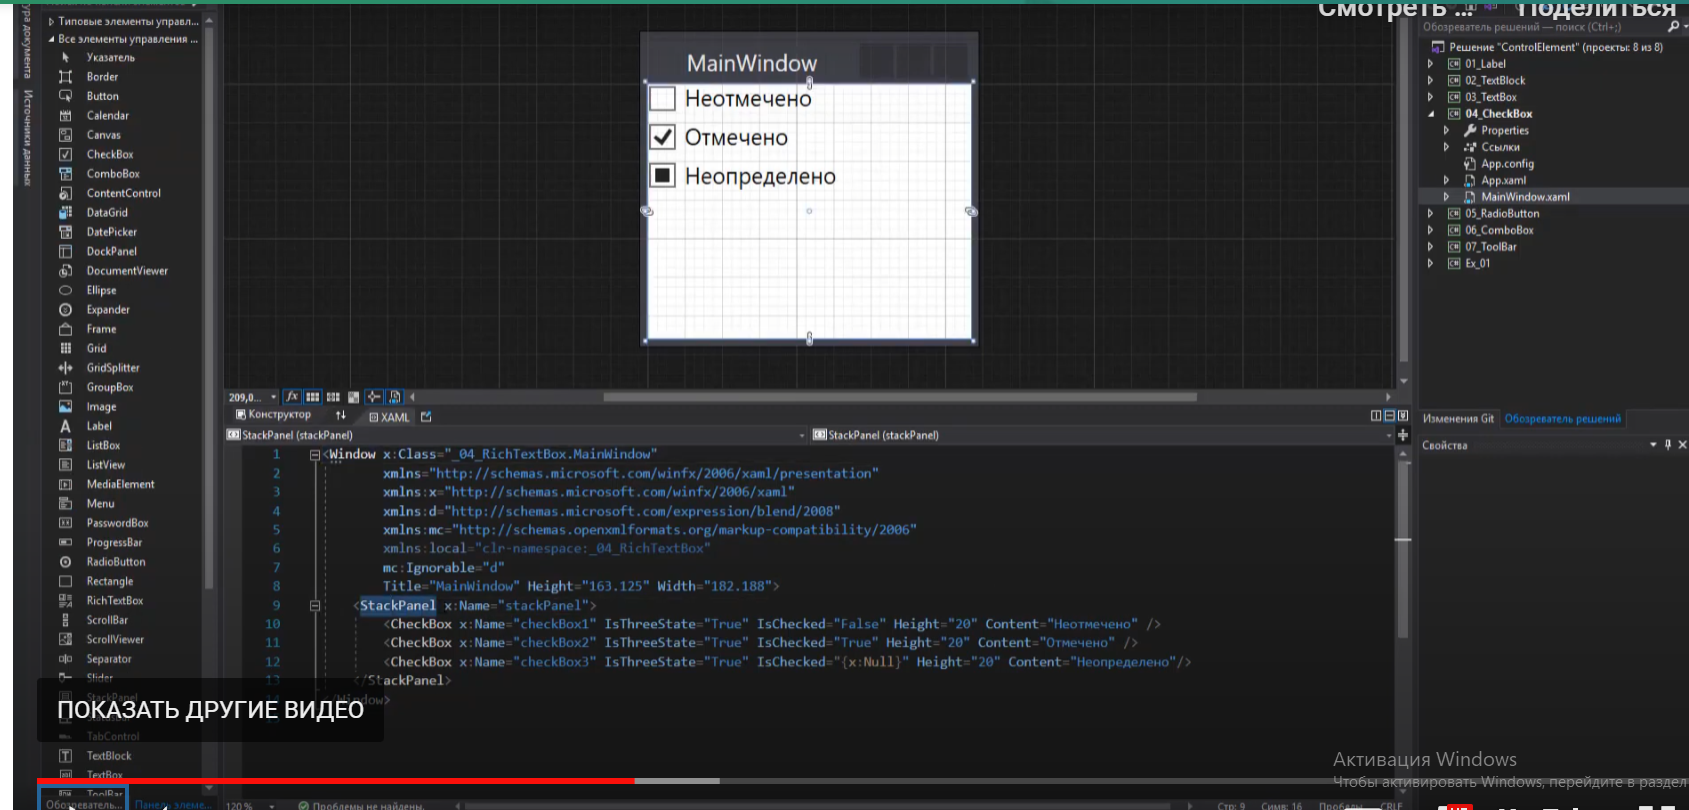 Смотреть ...
Поделиться
Типовые элементы управл...
Все элементы управления ...
Указатель
Border
Button
Calendar
Canvas
CheckBox
ComboBox
ContentControl
DataGrid
DatePicker
DockPanel
DocumentViewer
Ellipse
Expander
Frame
Grid
GridSplitter
GroupBox
Image
Label
ListBox
ListView
MediaElement
Menu
PasswordBox
ProgressBar
RadioButton
Rectangle
RichTextBox
ScrollBar
ScrollViewer
Separator
Slider
StackPanel
TabControl
TextBlock
TextBox
ToolBar
Обозреватель...
Панель элеме...
Источники данных
MainWindow
Неотмечено
Отмечено
Неопределено
209,0...
Конструктор
XAML
StackPanel (stackPanel)
StackPanel (stackPanel)
1 <Window x:Class="_04_RichTextBox.MainWindow"
2 xmlns="http://schemas.microsoft.com/winfx/2006/xaml/presentation"
3 xmlns:x="http://schemas.microsoft.com/winfx/2006/xaml"
4 xmlns:d="http://schemas.microsoft.com/expression/blend/2008"
5 xmlns:mc="http://schemas.openxmlformats.org/markup-compatibility/2006"
6 xmlns:local="clr-namespace:_04_RichTextBox"
7 mc:Ignorable="d"
8 Title="MainWindow" Height="163.125" Width="182.188">
9 <StackPanel x:Name="stackPanel">
10 <CheckBox x:Name="checkBox1" IsThreeState="True" IsChecked="False" Height="20" Content="Неотмечено" />
11 <CheckBox x:Name="checkBox2" IsThreeState="True" IsChecked="True" Height="20" Content="Отмечено" />
12 <CheckBox x:Name="checkBox3" IsThreeState="True" IsChecked="{x:Null}" Height="20" Content="Неопределено"/>
13 </StackPanel>
14 </Window>
ПОКАЗАТЬ ДРУГИЕ ВИДЕО
120 %
Проблемы не найдены.
Стр: 9
Симв: 16
Пробелы
CRLF
Обозреватель решений — поиск (Ctrl+;)
Решение "ControlElement" (проекты: 8 из 8)
01_Label
02_TextBlock
03_TextBox
04_CheckBox
Properties
Ссылки
App.config
App.xaml
MainWindow.xaml
05_RadioButton
06_ComboBox
07_ToolBar
Ex_01
Изменения Git
Обозреватель решений
Свойства
Активация Windows
Чтобы активировать Windows, перейдите в раздел